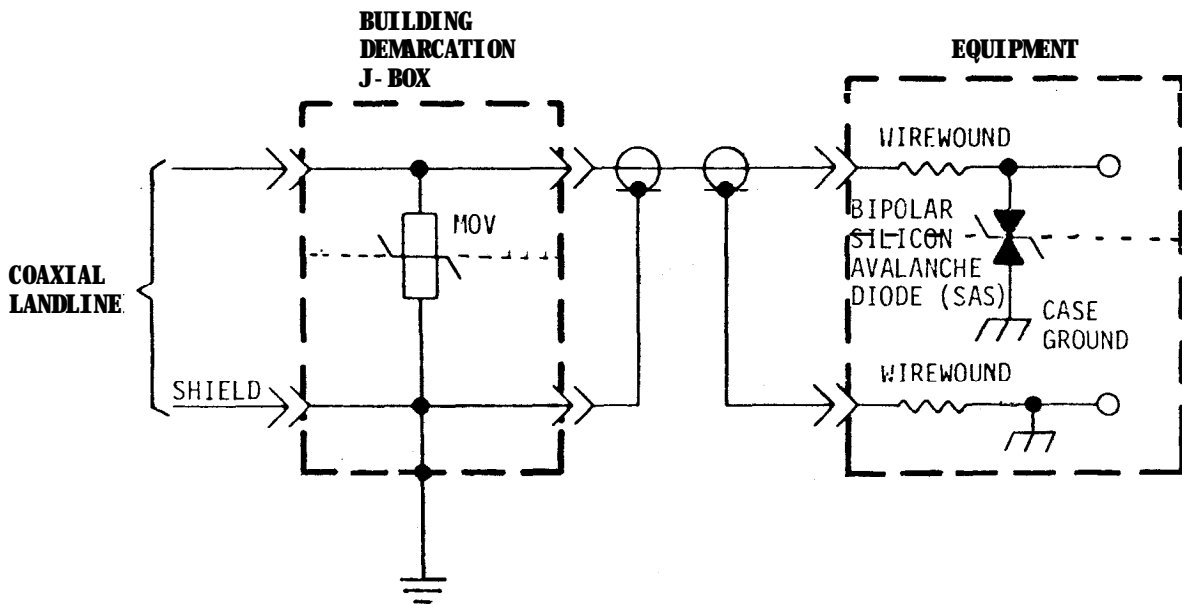 BUILDING
DEMARCATION
J-BOX
EQUIPMENT
WIREWOUND
MOV
BIPOLAR
SILICON
AVALANCHE
DIODE (SAS)
COAXIAL
LANDLINE
CASE
GROUND
SHIELD
WIREWOUND